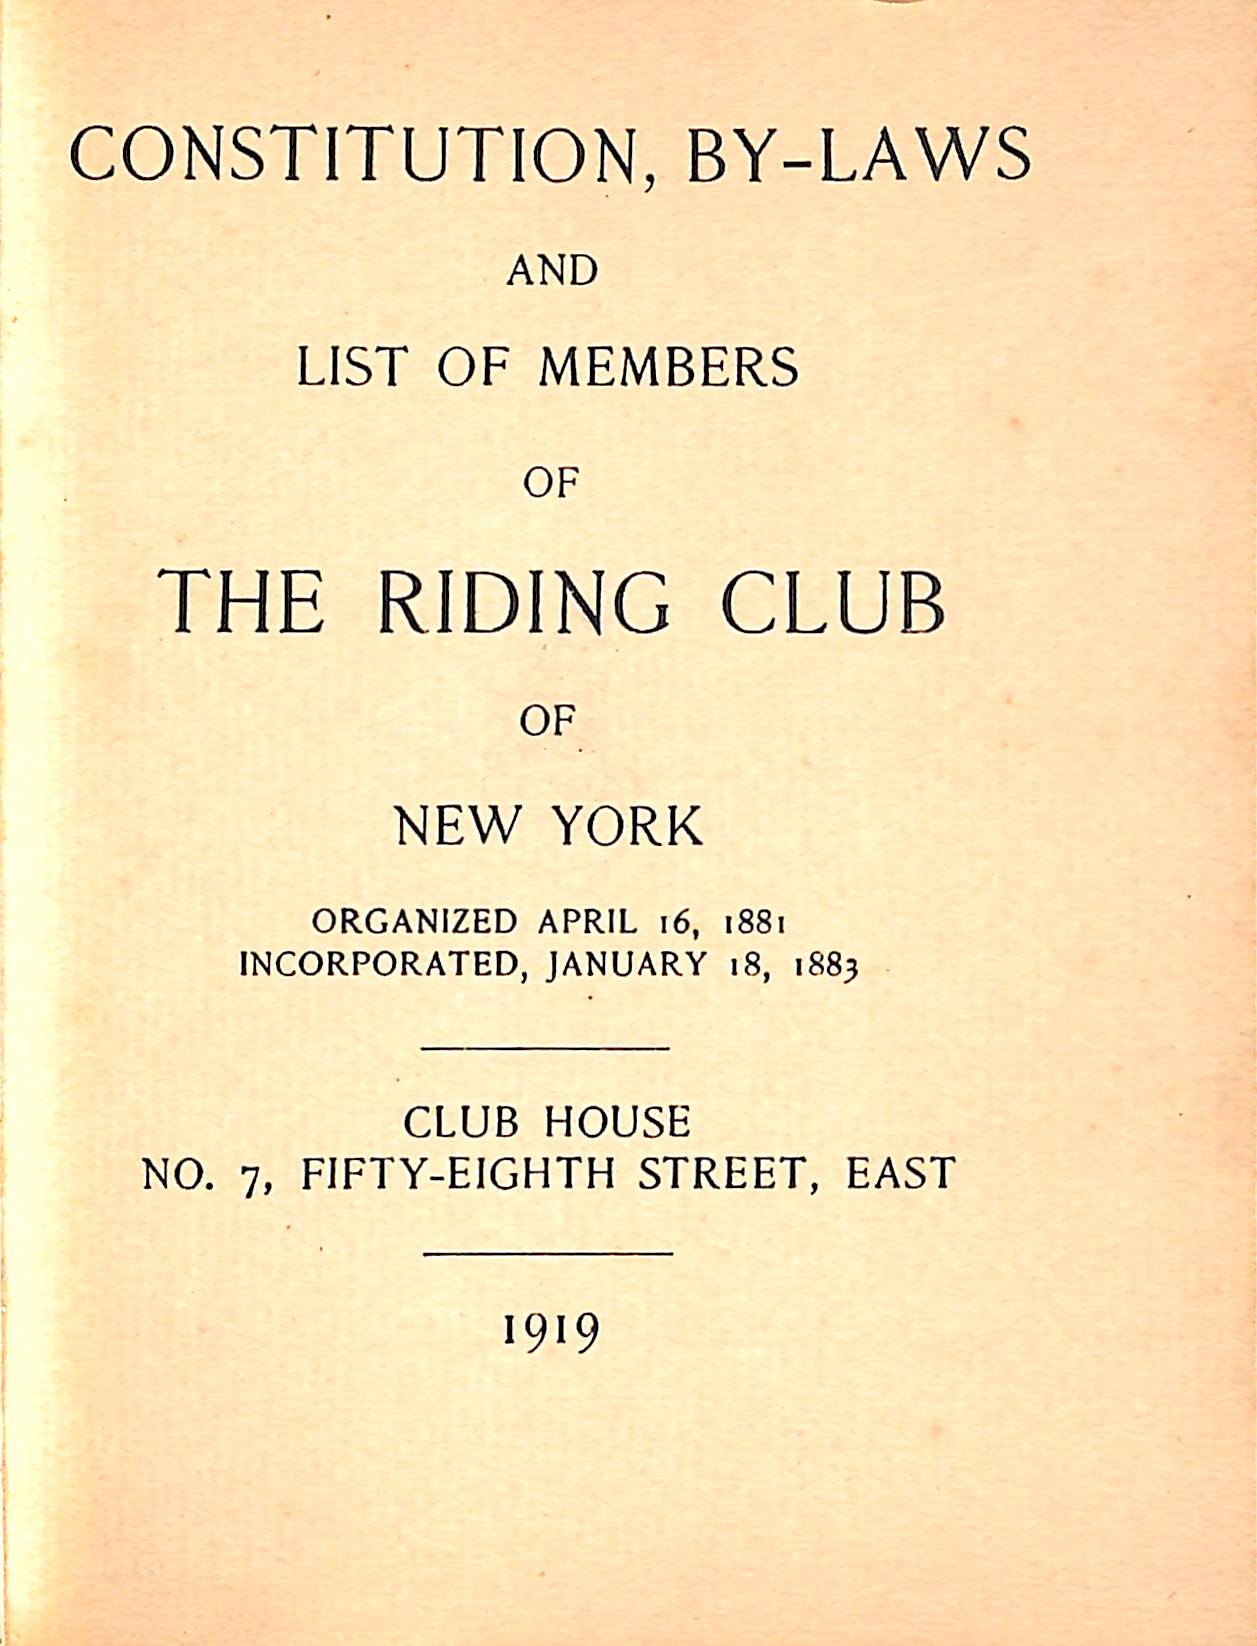 CONSTITUTION, BY-LAWS
AND
LIST OF MEMBERS
OF
THE RIDING CLUB
OF
NEW YORK
ORGANIZED APRIL 16, 1881
INCORPORATED, JANUARY 18, 1883
CLUB HOUSE
NO. 7, FIFTY-EIGHTH STREET, EAST
1919